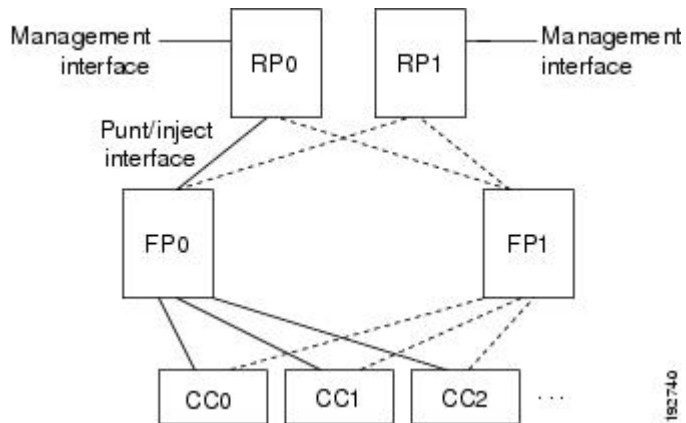 Management
interface
RP0
RP1
Management
interface
Punt/inject
interface
FP0
FP1
CC0
CC1
CC2
...
192740